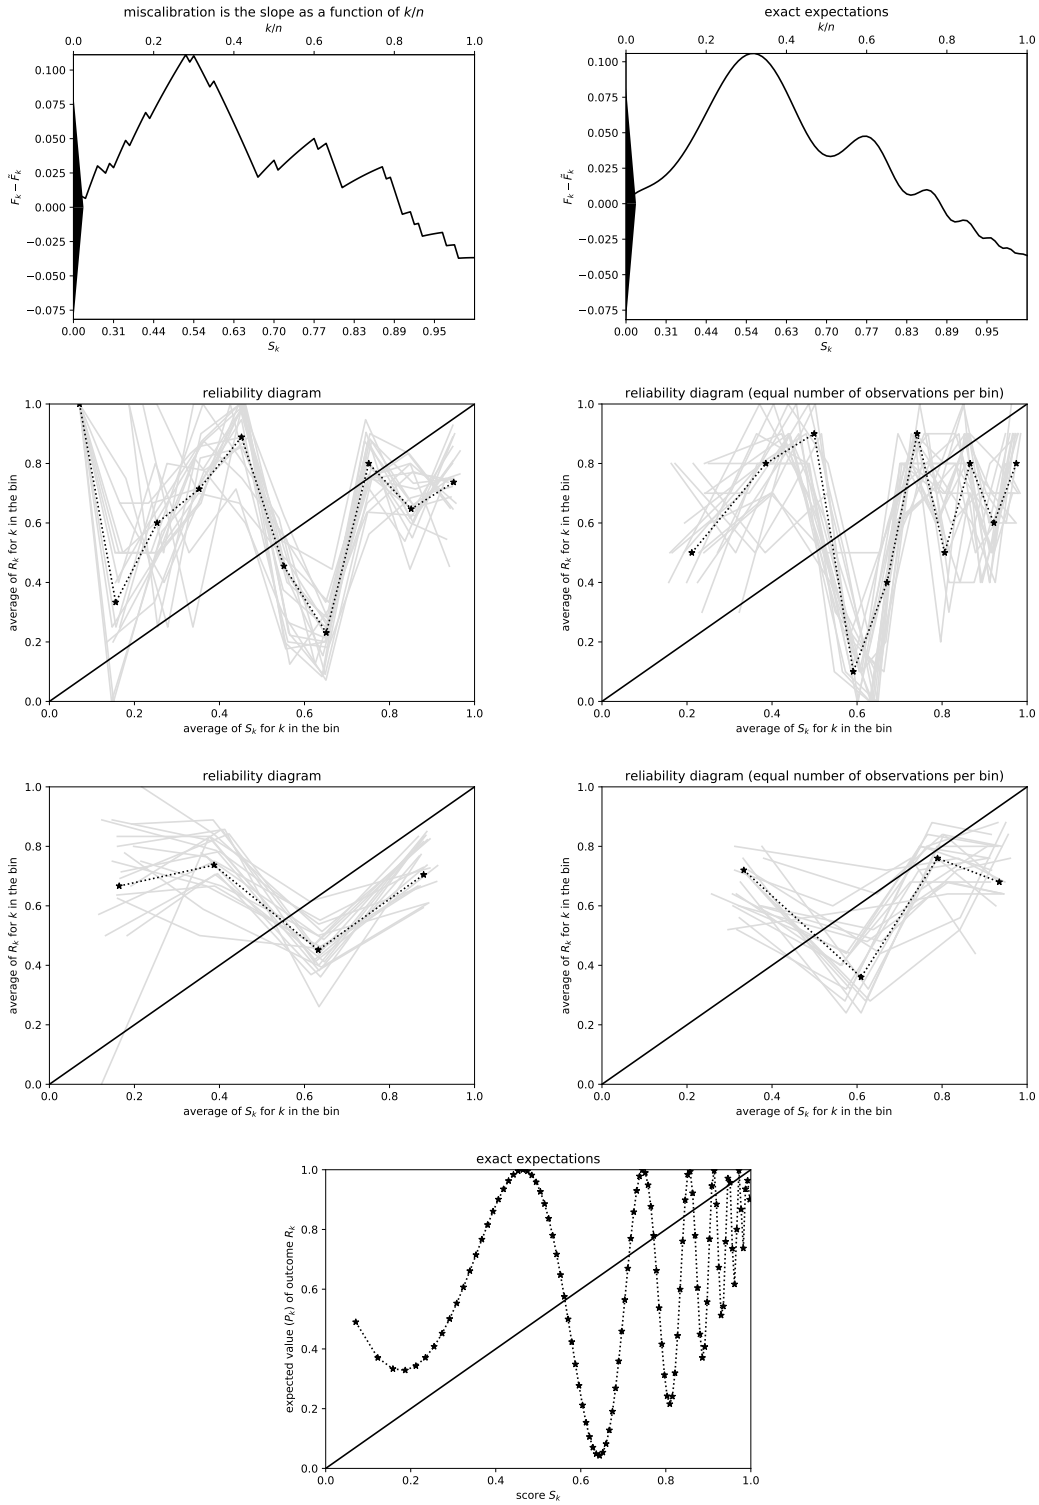 miscalibration is the slope as a function of k/n
k/n
0.0 0.2 0.4 0.6 0.8 1.0
0.100
0.075
0.050
0.025
0.000
−0.025
−0.050
−0.075
F_k − F̃_k
0.00 0.31 0.44 0.54 0.63 0.70 0.77 0.83 0.89 0.95
S_k
exact expectations
k/n
0.0 0.2 0.4 0.6 0.8 1.0
0.100
0.075
0.050
0.025
0.000
−0.025
−0.050
−0.075
F_k − F̃_k
0.00 0.31 0.44 0.54 0.63 0.70 0.77 0.83 0.89 0.95
S_k
reliability diagram
1.0
0.8
0.6
0.4
0.2
0.0
average of R_k for k in the bin
0.0 0.2 0.4 0.6 0.8 1.0
average of S_k for k in the bin
reliability diagram (equal number of observations per bin)
1.0
0.8
0.6
0.4
0.2
0.0
average of R_k for k in the bin
0.0 0.2 0.4 0.6 0.8 1.0
average of S_k for k in the bin
reliability diagram
1.0
0.8
0.6
0.4
0.2
0.0
average of R_k for k in the bin
0.0 0.2 0.4 0.6 0.8 1.0
average of S_k for k in the bin
reliability diagram (equal number of observations per bin)
1.0
0.8
0.6
0.4
0.2
0.0
average of R_k for k in the bin
0.0 0.2 0.4 0.6 0.8 1.0
average of S_k for k in the bin
exact expectations
1.0
0.8
0.6
0.4
0.2
0.0
expected value (P_k) of outcome R_k
0.0 0.2 0.4 0.6 0.8 1.0
score S_k